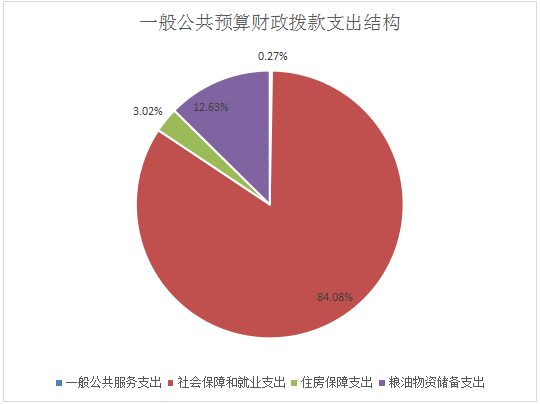 一般公共预算财政拨款支出结构
0.27%
12.63%
3.02%
84.08%
一般公共服务支出 社会保障和就业支出 住房保障支出 粮油物资储备支出